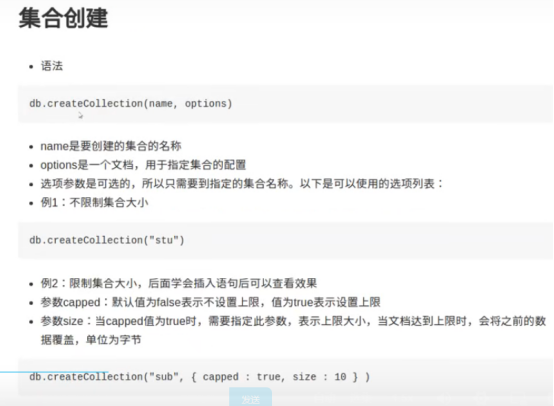 集合创建
语法
db.createCollection(name, options)
name是要创建的集合的名称
options是一个文档，用于指定集合的配置
选项参数是可选的，所以只需要到指定的集合名称。以下是可以使用的选项列表：
例1：不限制集合大小
db.createCollection("stu")
例2：限制集合大小，后面学会插入语句后可以查看效果
参数capped：默认值为false表示不设置上限，值为true表示设置上限
参数size：当capped值为true时，需要指定此参数，表示上限大小，当文档达到上限时，会将之前的数
据覆盖，单位为字节
db.createCollection("sub", { capped : true, size : 10 } )